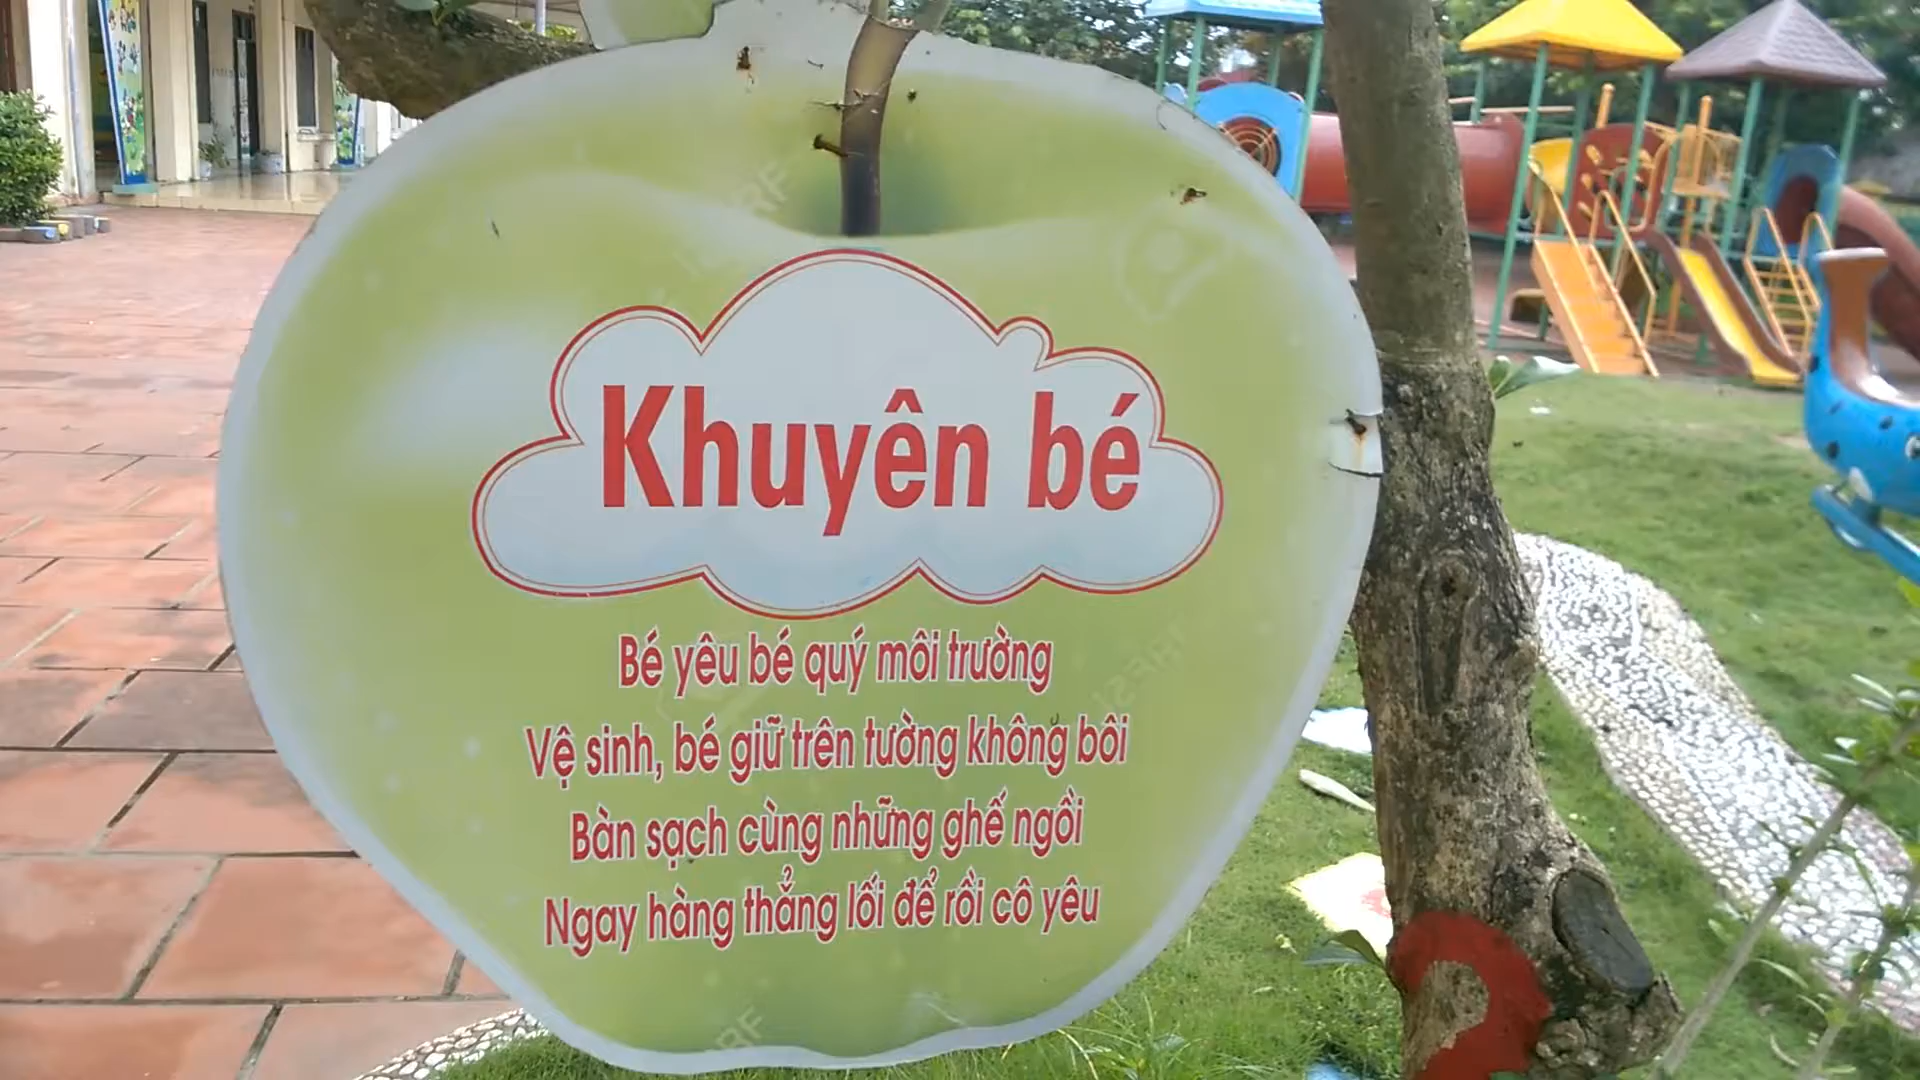 Khuyên bé
Bé yêu bé quý môi trường
Vệ sinh, bé giữ trên tường không bôi
Bàn sạch cùng những ghế ngồi
Ngay hàng thẳng lối để rồi cô yêu